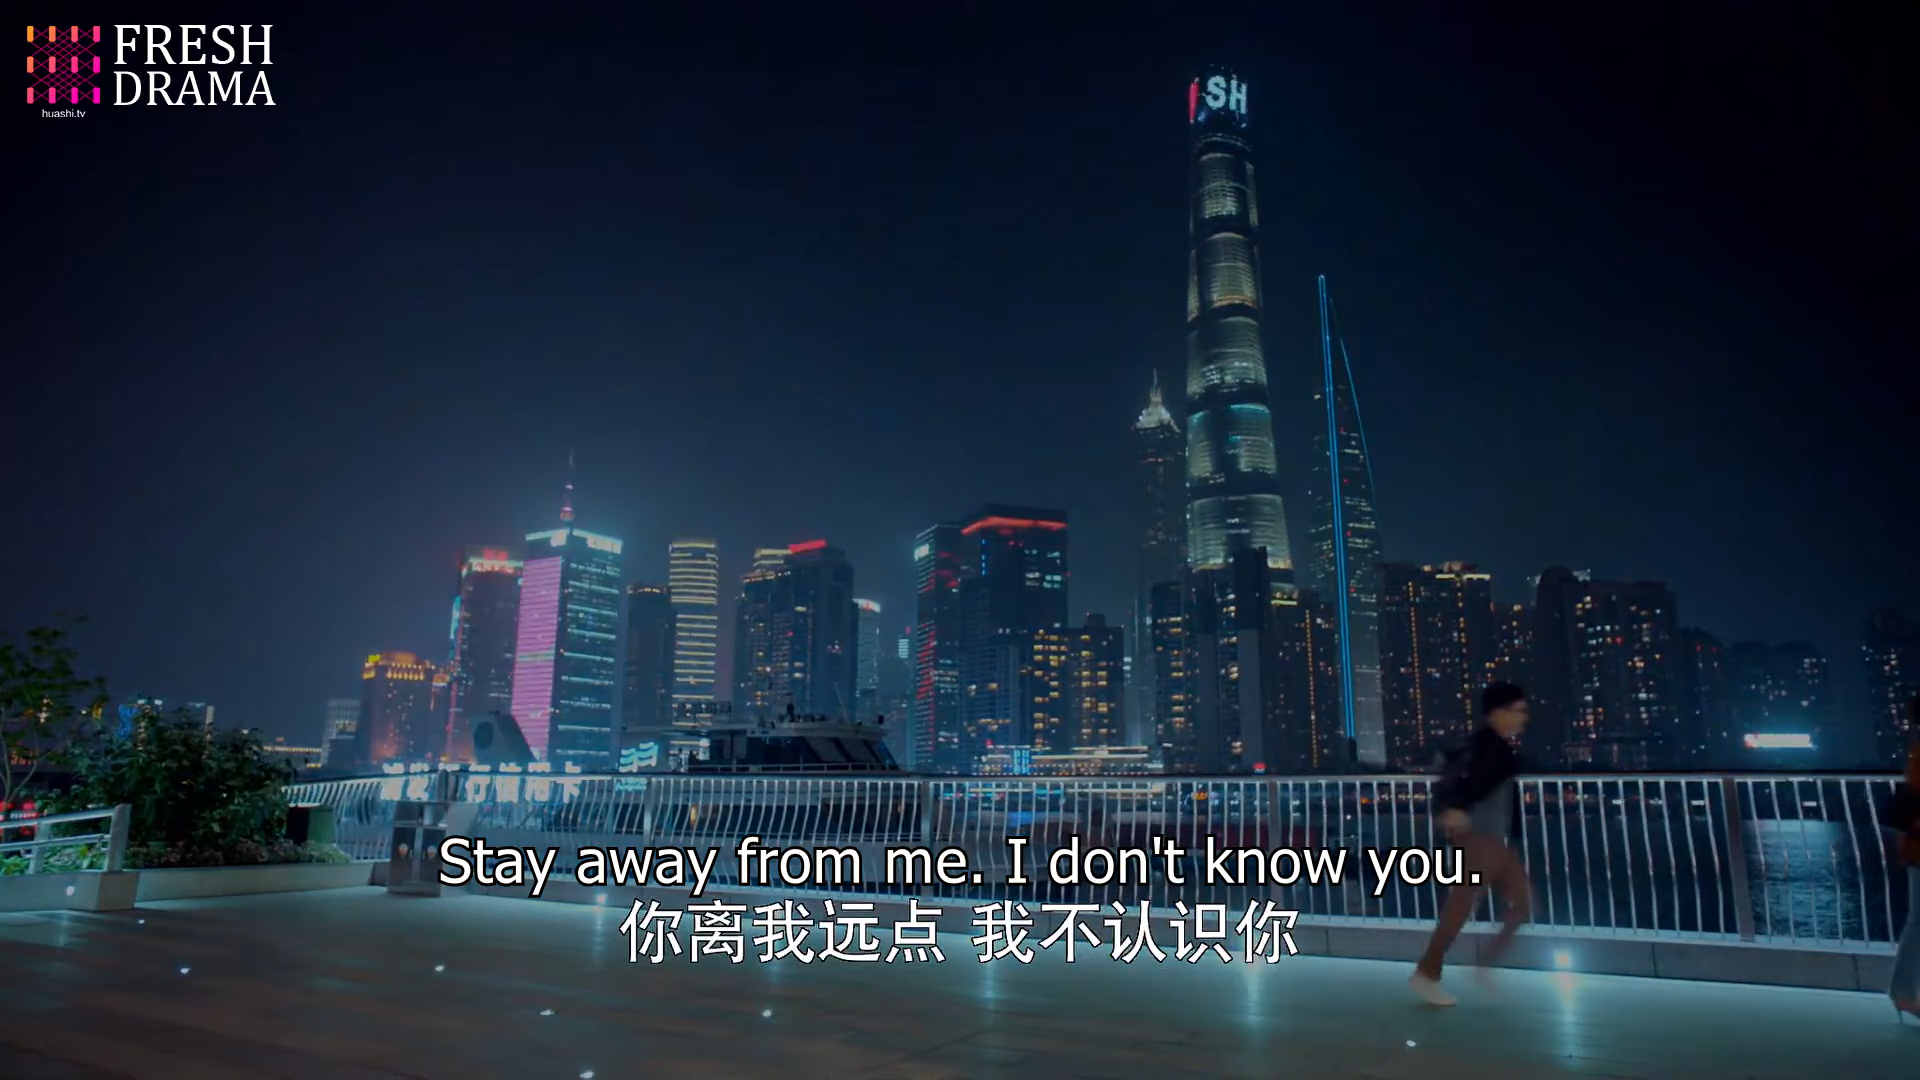 FRESH
DRAMA
huashi.tv
SH
Stay away from me. I don't know you.
你离我远点 我不认识你